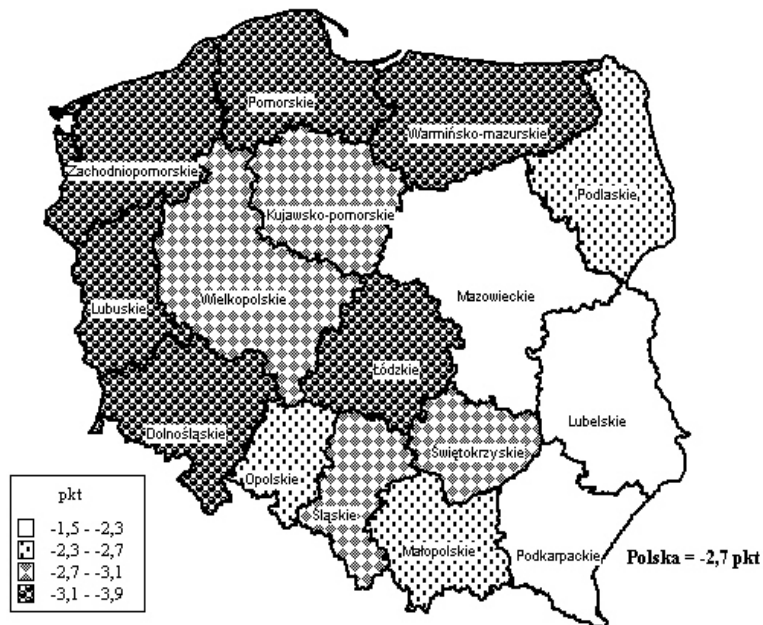 Pomorskie
Warmińsko-mazurskie
Zachodniopomorskie
Podlaskie
Kujawsko-pomorskie
Mazowieckie
Wielkopolskie
Lubuskie
Łódzkie
Lubelskie
Dolnośląskie
Świętokrzyskie
Opolskie
Śląskie
Małopolskie
Podkarpackie
Polska = -2,7 pkt
pkt
-1,5 - -2,3
-2,3 - -2,7
-2,7 - -3,1
-3,1 - -3,9